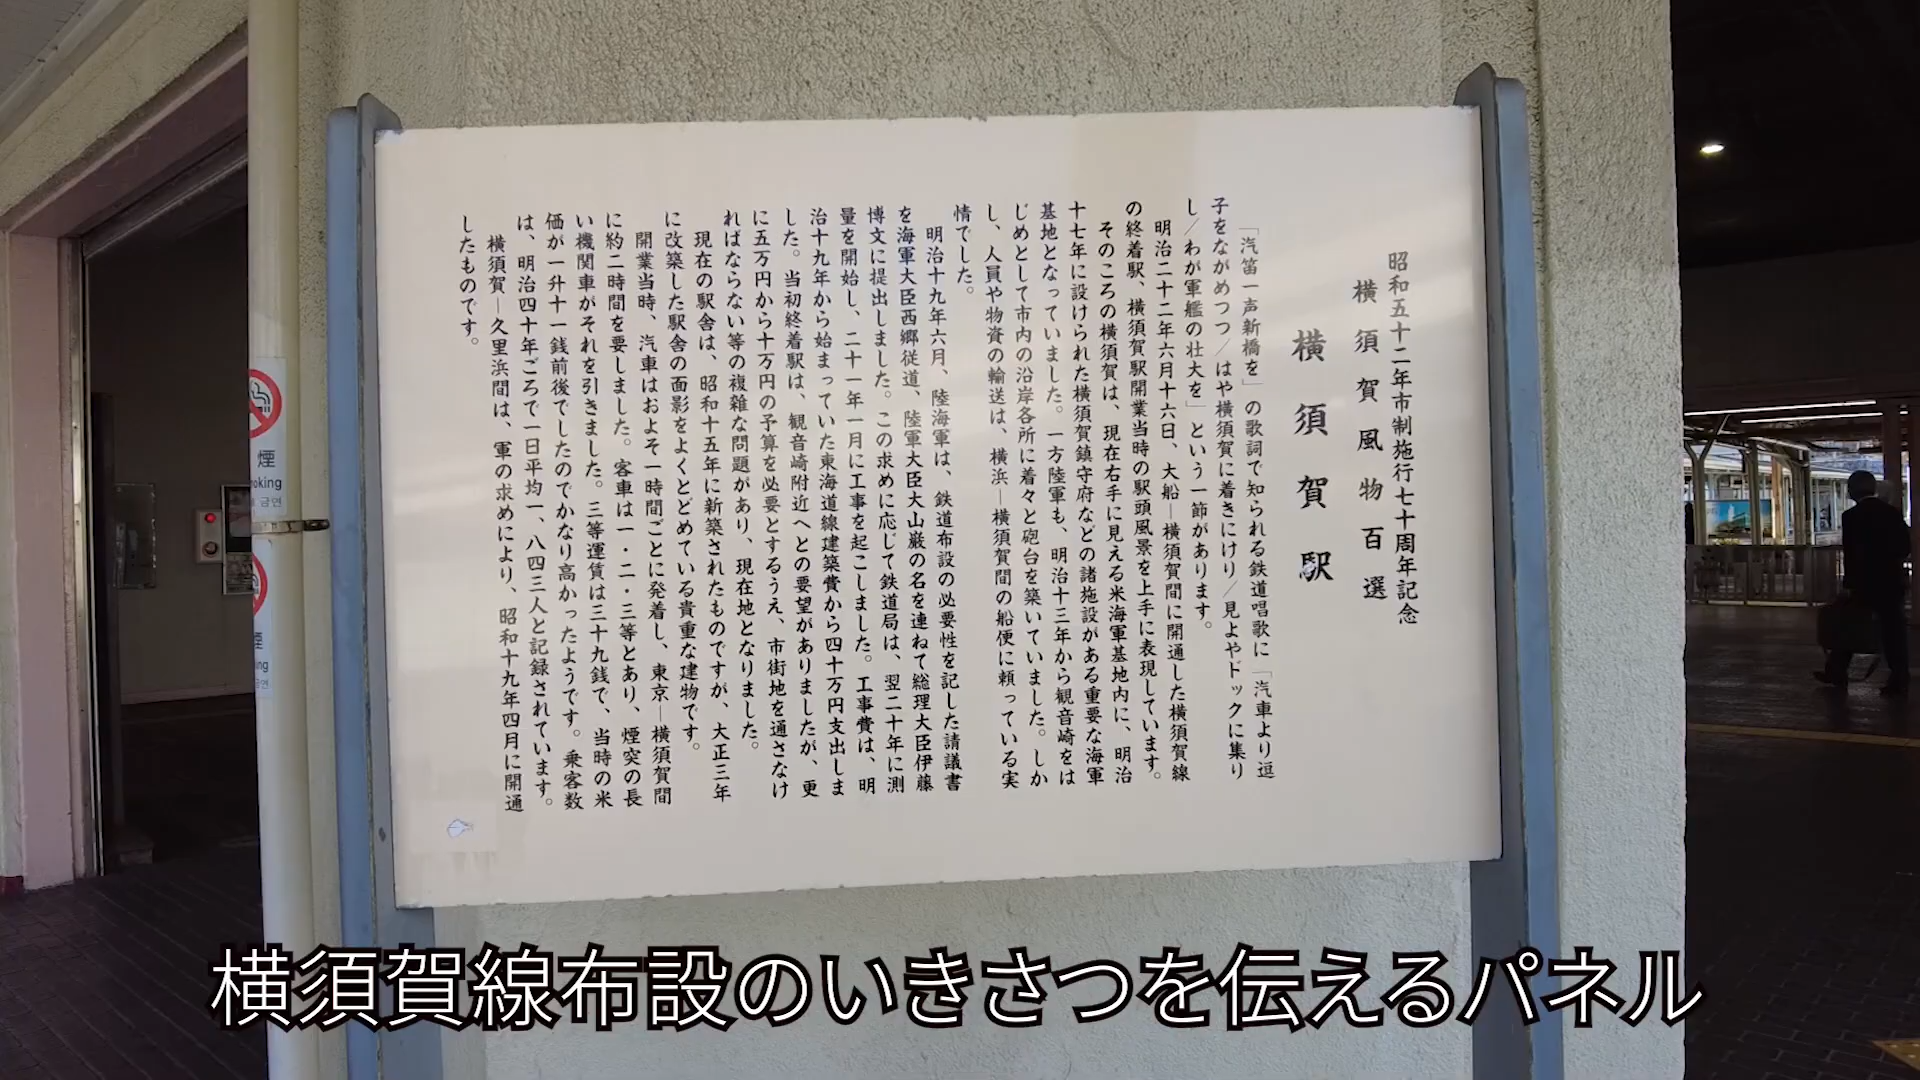 昭和五十二年市制施行七十周年記念
横須賀風物百選
横須賀駅
「汽笛一声新橋を」の歌詞で知られる鉄道唱歌に「汽車より逗
子をながめつつ／はや横須賀に着きにけり／見よやドックに集り
し／わが軍艦の壮大を」という一節があります。
明治二十二年六月十六日、大船—横須賀間に開通した横須賀線
の終着駅、横須賀駅開業当時の駅頭風景を上手に表現しています。
そのころの横須賀は、現在右手に見える米海軍基地内に、明治
十七年に設けられた横須賀鎮守府などの諸施設がある重要な海軍
基地となっていました。一方陸軍も、明治十三年から観音崎をは
じめとして市内の沿岸各所に着々と砲台を築いていました。しか
し、人員や物資の輸送は、横浜—横須賀間の船便に頼っている実
情でした。
明治十九年六月、陸海軍は、鉄道布設の必要性を記した請議書
を海軍大臣西郷従道、陸軍大臣大山巌の名を連ねて総理大臣伊藤
博文に提出しました。この求めに応じて鉄道局は、翌二十年に測
量を開始し、二十一年一月に工事を起こしました。工事費は、明
治十九年から始まっていた東海道線建築費から四十万円支出しま
した。当初終着駅は、観音崎附近へとの要望がありましたが、更
に五万円から十万円の予算を必要とするうえ、市街地を通さなけ
ればならない等の複雑な問題があり、現在地となりました。
現在の駅舎は、昭和十五年に新築されたものですが、大正三年
に改築した駅舎の面影をよくとどめている貴重な建物です。
開業当時、汽車はおよそ一時間ごとに発着し、東京—横須賀間
に約二時間を要しました。客車は一・二・三等とあり、煙突の長
い機関車がそれを引きました。三等運賃は三十九銭で、当時の米
価が一升十一銭前後でしたのでかなり高かったようです。乗客数
は、明治四十年ごろで一日平均一、八四三人と記録されています。
横須賀—久里浜間は、軍の求めにより、昭和十九年四月に開通
したものです。
煙
oking
금연
煙
ing
금연
横須賀線布設のいきさつを伝えるパネル